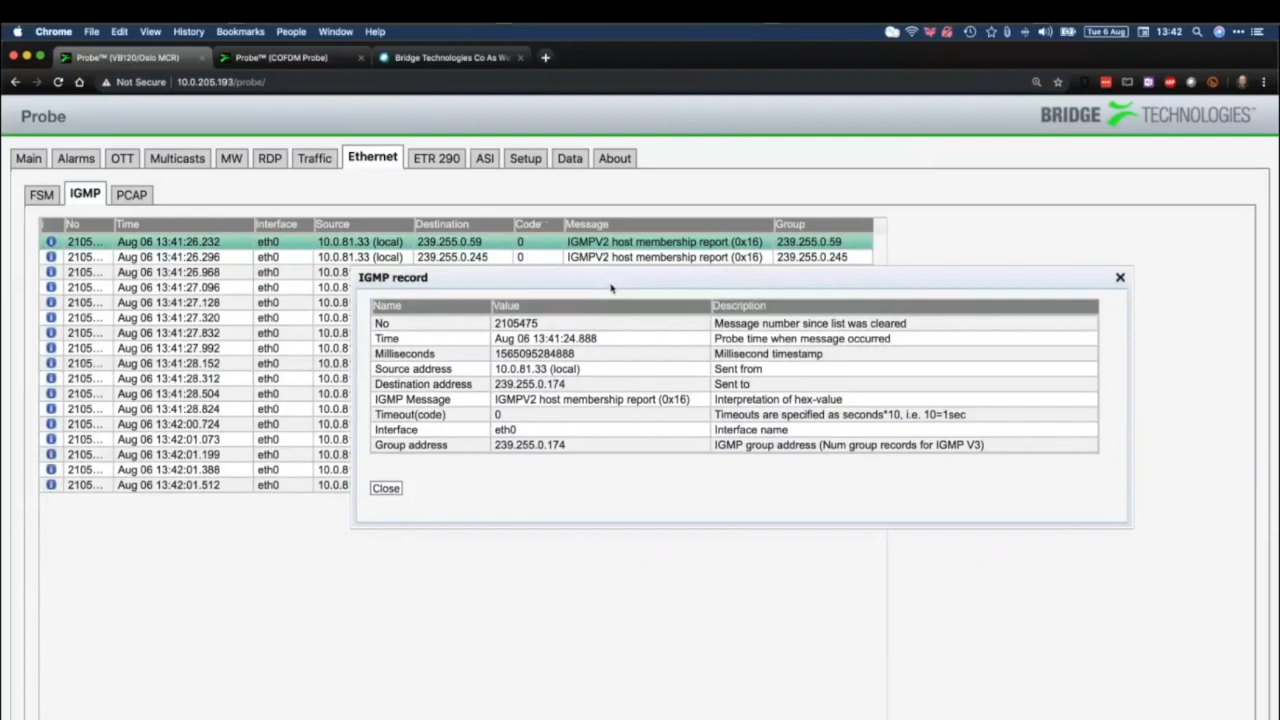 Chrome File Edit View History Bookmarks People Window Help Tue 6 Aug 13:42
Probe™ (VB120/Oslo MCR) Probe™ (COFDM Probe) Bridge Technologies Co As
Not Secure 10.0.205.193/probe/
Probe BRIDGE TECHNOLOGIES™
Main Alarms OTT Multicasts MW RDP Traffic Ethernet ETR 290 ASI Setup Data About
FSM IGMP PCAP
No Time Interface Source Destination Code Message Group
2105... Aug 06 13:41:26.232 eth0 10.0.81.33 (local) 239.255.0.59 0 IGMPV2 host membership report (0x16) 239.255.0.59
2105... Aug 06 13:41:26.296 eth0 10.0.81.33 (local) 239.255.0.245 0 IGMPV2 host membership report (0x16) 239.255.0.245
2105... Aug 06 13:41:26.968 eth0 10.0.8
2105... Aug 06 13:41:27.096 eth0 10.0.8
2105... Aug 06 13:41:27.128 eth0 10.0.8
2105... Aug 06 13:41:27.320 eth0 10.0.8
2105... Aug 06 13:41:27.832 eth0 10.0.8
2105... Aug 06 13:41:27.992 eth0 10.0.8
2105... Aug 06 13:41:28.152 eth0 10.0.8
2105... Aug 06 13:41:28.312 eth0 10.0.8
2105... Aug 06 13:41:28.504 eth0 10.0.8
2105... Aug 06 13:41:28.824 eth0 10.0.8
2105... Aug 06 13:42:00.724 eth0 10.0.8
2105... Aug 06 13:42:01.073 eth0 10.0.8
2105... Aug 06 13:42:01.199 eth0 10.0.8
2105... Aug 06 13:42:01.388 eth0 10.0.8
2105... Aug 06 13:42:01.512 eth0 10.0.8
IGMP record
Name Value Description
No 2105475 Message number since list was cleared
Time Aug 06 13:41:24.888 Probe time when message occurred
Milliseconds 1565095284888 Millisecond timestamp
Source address 10.0.81.33 (local) Sent from
Destination address 239.255.0.174 Sent to
IGMP Message IGMPV2 host membership report (0x16) Interpretation of hex-value
Timeout(code) 0 Timeouts are specified as seconds*10, i.e. 10=1sec
Interface eth0 Interface name
Group address 239.255.0.174 IGMP group address (Num group records for IGMP V3)
Close